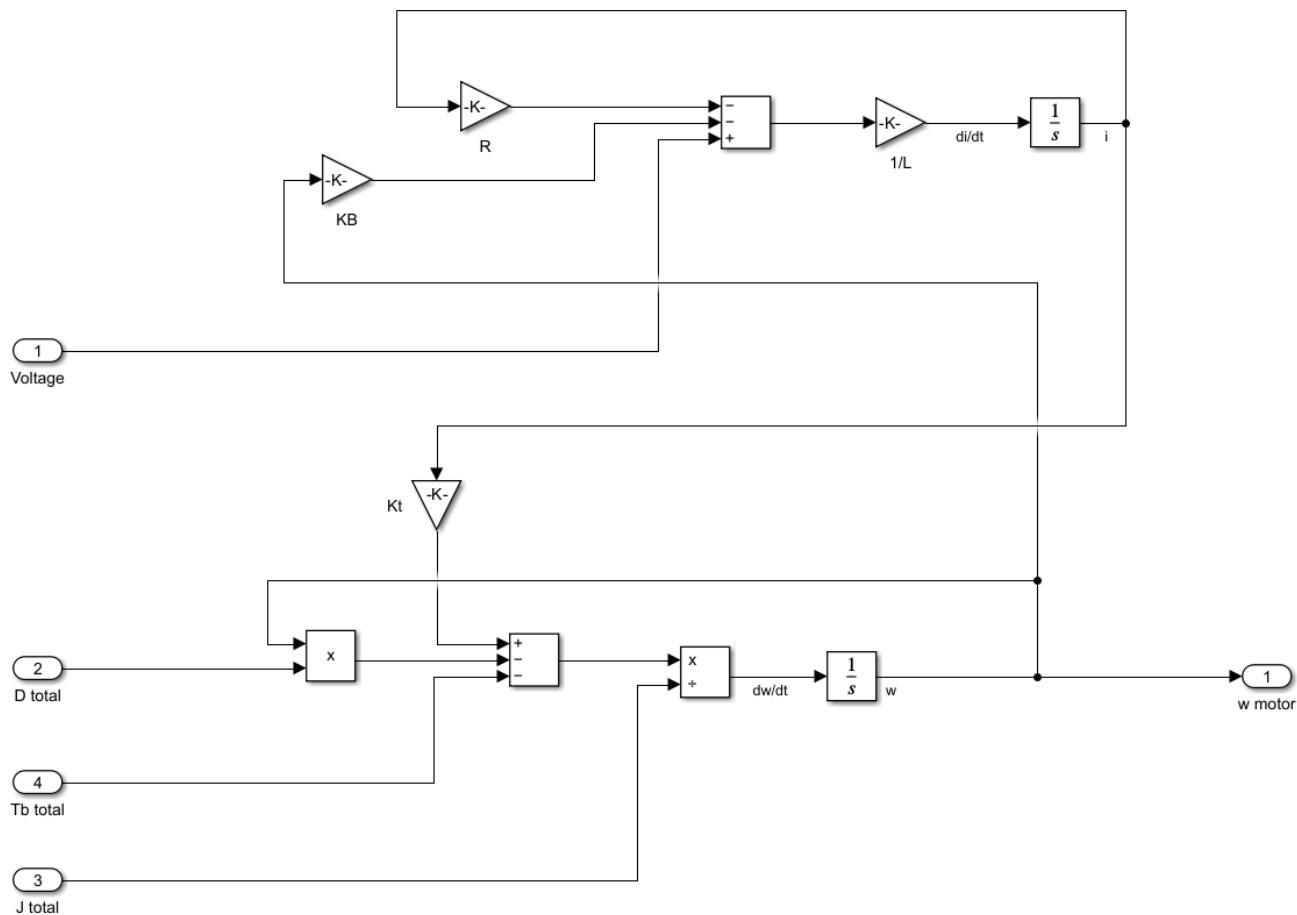 -K-
R
−
−
+
-K-
1/L
di/dt
1
s
i
-K-
KB
1
Voltage
-K-
Kt
2
D total
x
+
−
−
x
÷
dw/dt
1
s
w
1
w motor
4
Tb total
3
J total